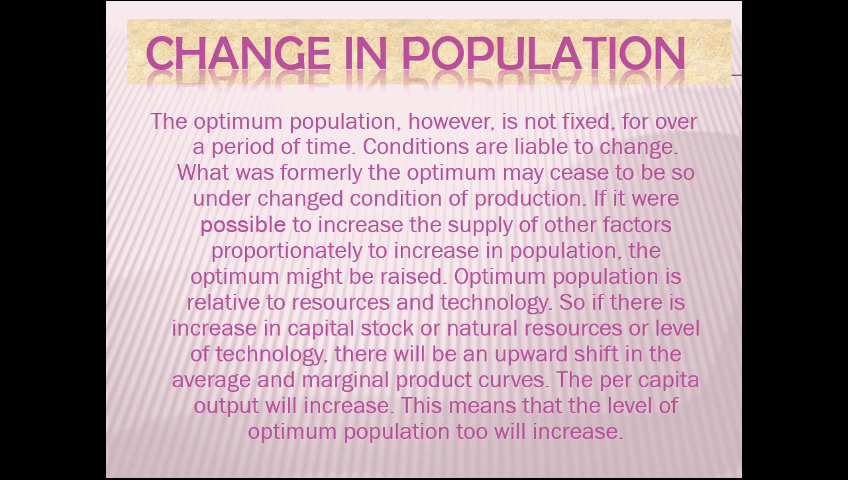 CHANGE IN POPULATION
The optimum population, however, is not fixed, for over
a period of time. Conditions are liable to change.
What was formerly the optimum may cease to be so
under changed condition of production. If it were
possible to increase the supply of other factors
proportionately to increase in population, the
optimum might be raised. Optimum population is
relative to resources and technology. So if there is
increase in capital stock or natural resources or level
of technology, there will be an upward shift in the
average and marginal product curves. The per capita
output will increase. This means that the level of
optimum population too will increase.